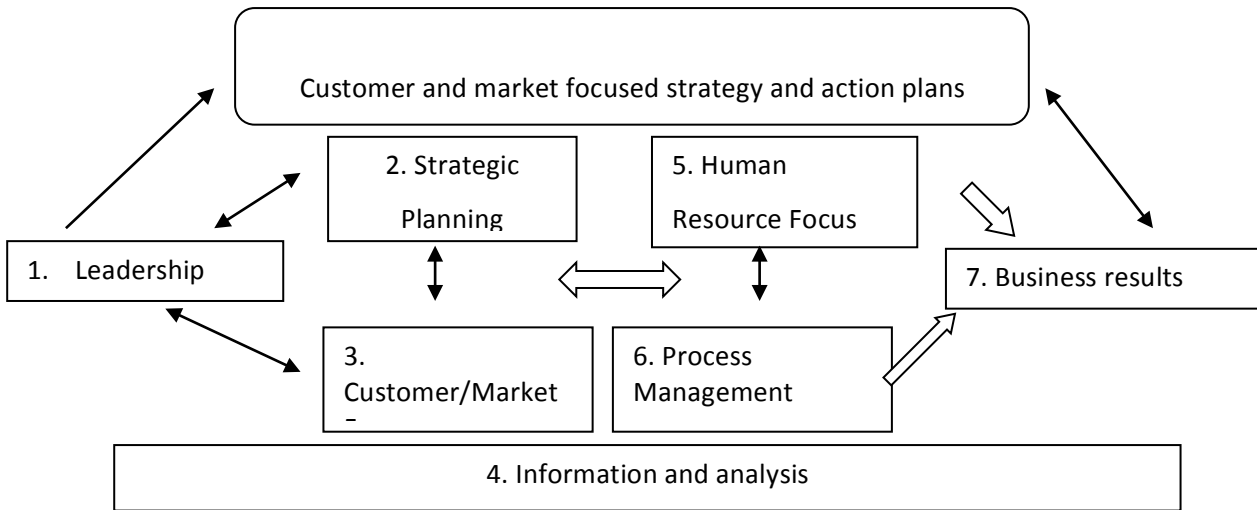 Customer and market focused strategy and action plans
2. Strategic
Planning
5. Human
Resource Focus
1. Leadership
7. Business results
3.
Customer/Market
6. Process
Management
4. Information and analysis